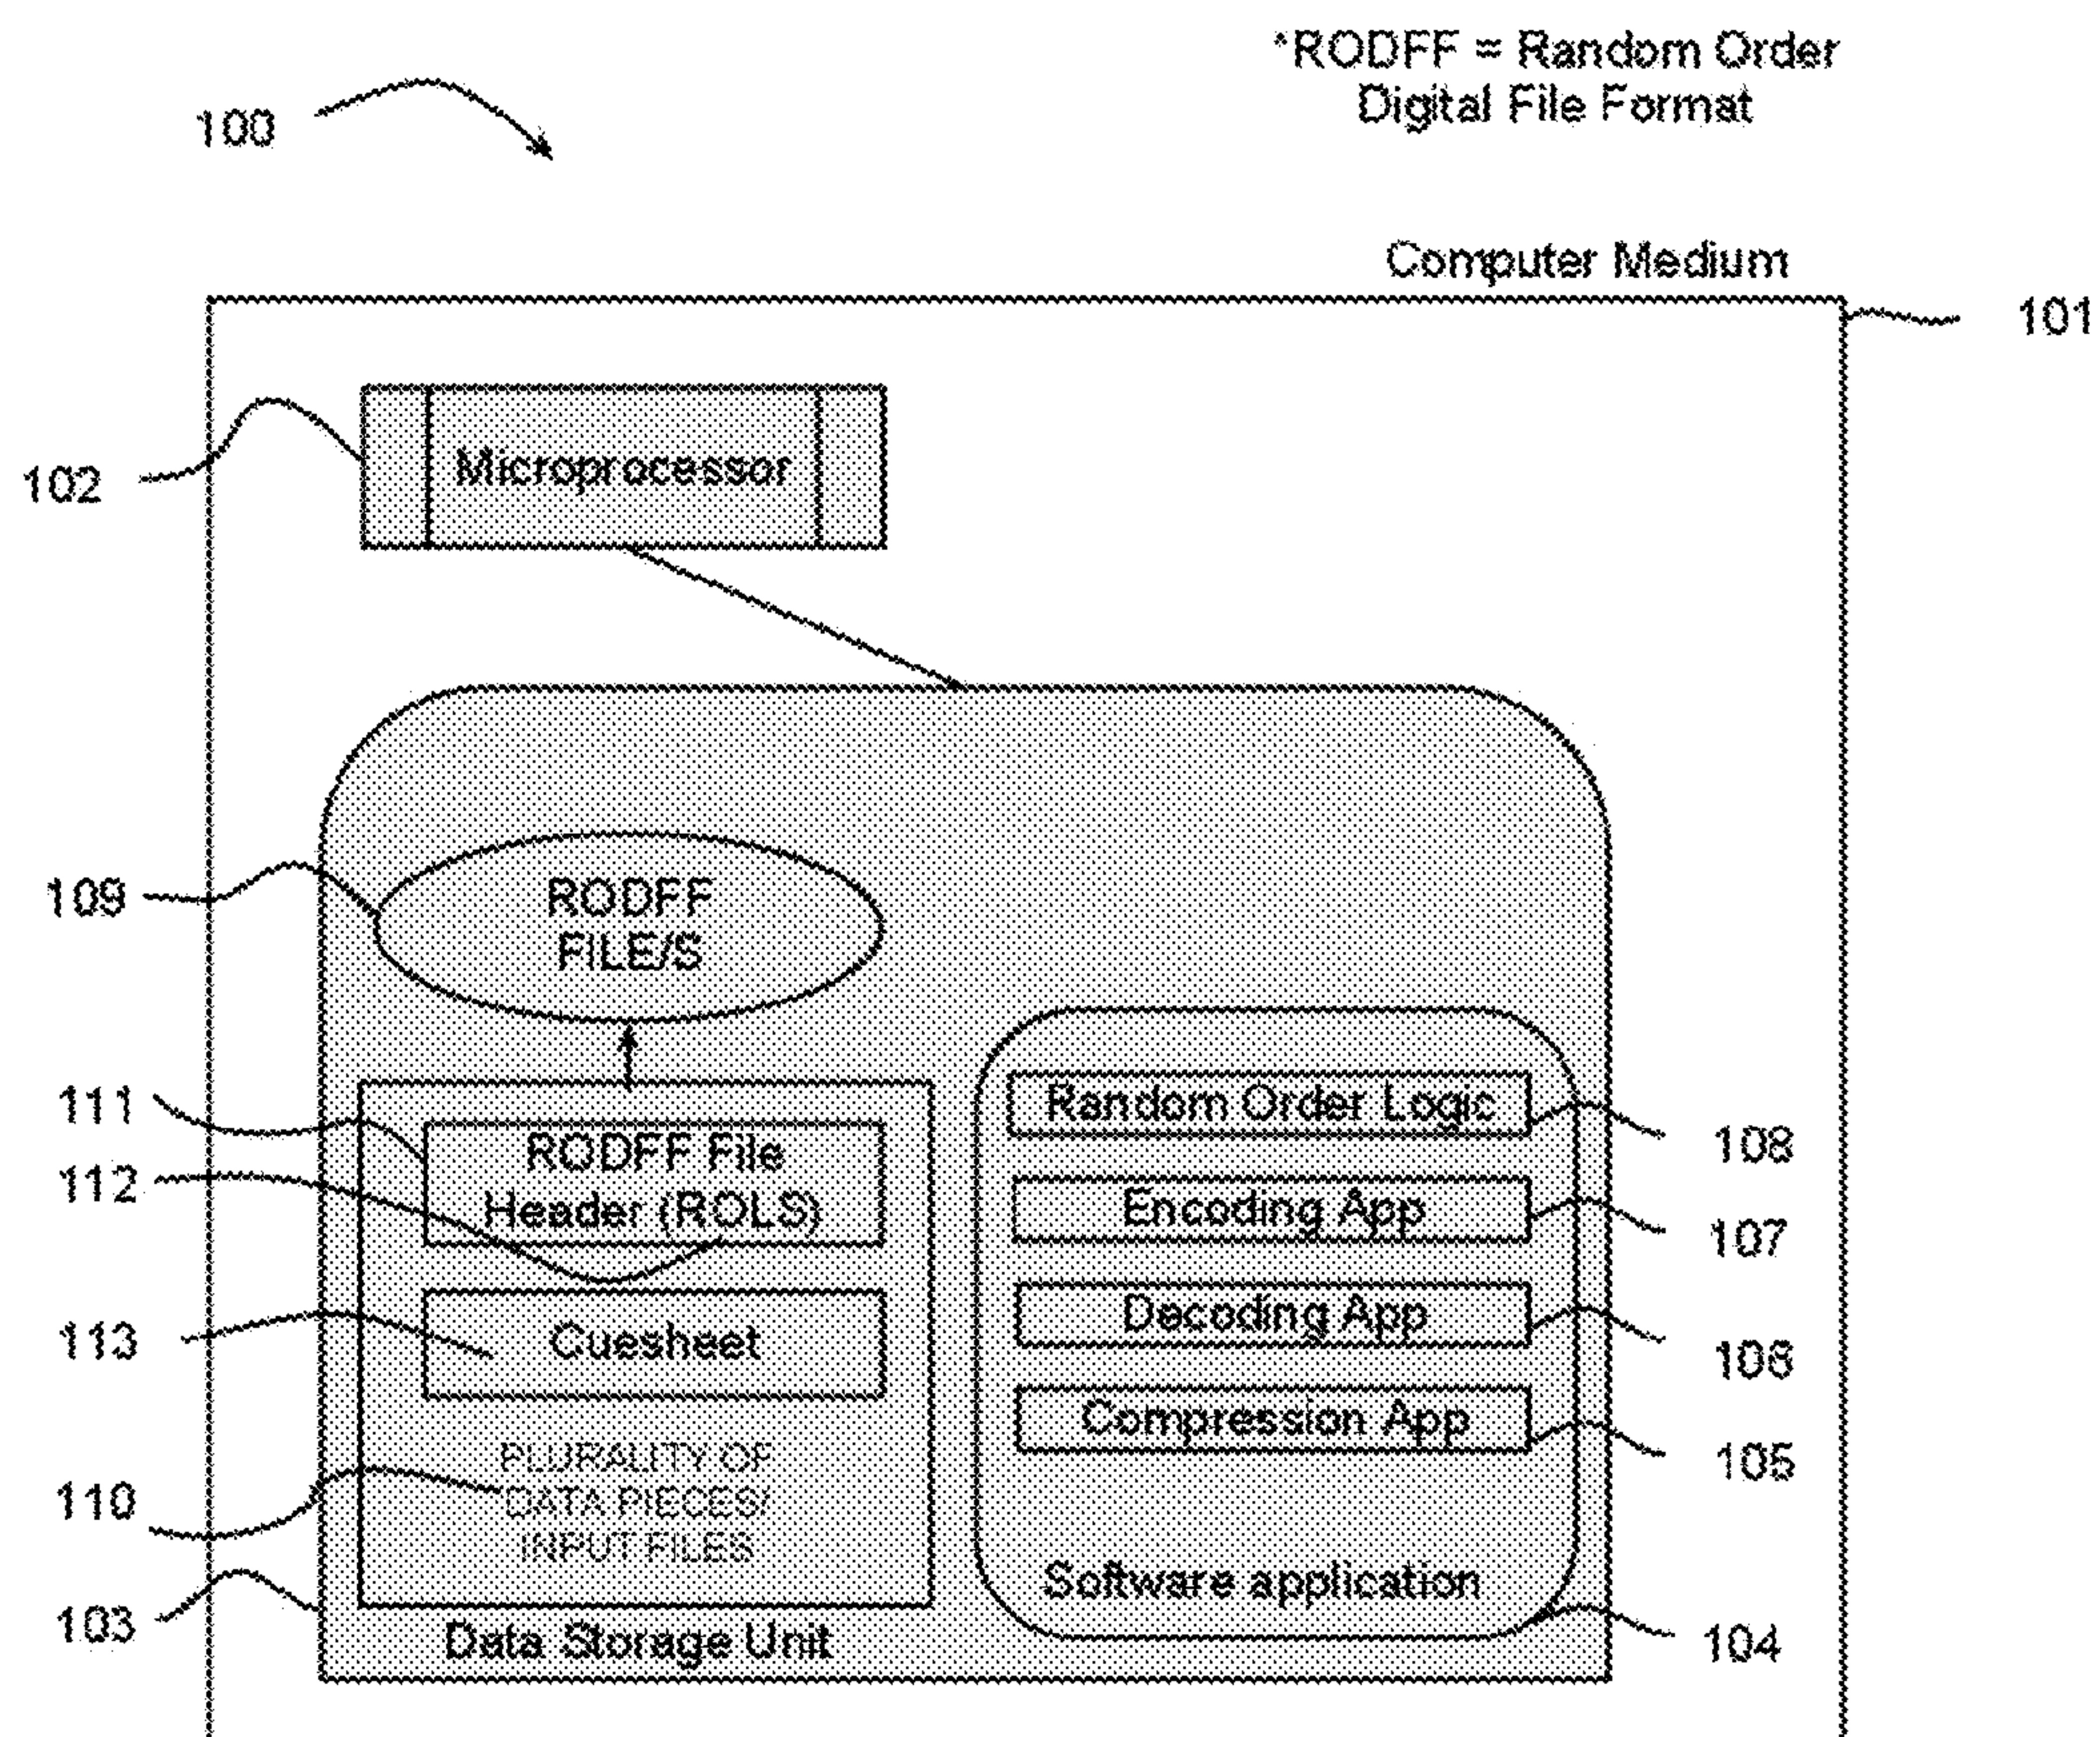 *RODFF = Random Order
Digital File Format
100
Computer Medium
101
102
Microprocessor
109
RODFF
FILE/S
111
RODFF File
Header (ROLS)
112
113
Cuesheet
110
PLURALITY OF
DATA PIECES/
INPUT FILES
103
Data Storage Unit
Random Order Logic
108
Encoding App
107
Decoding App
106
Compression App
105
Software application
104